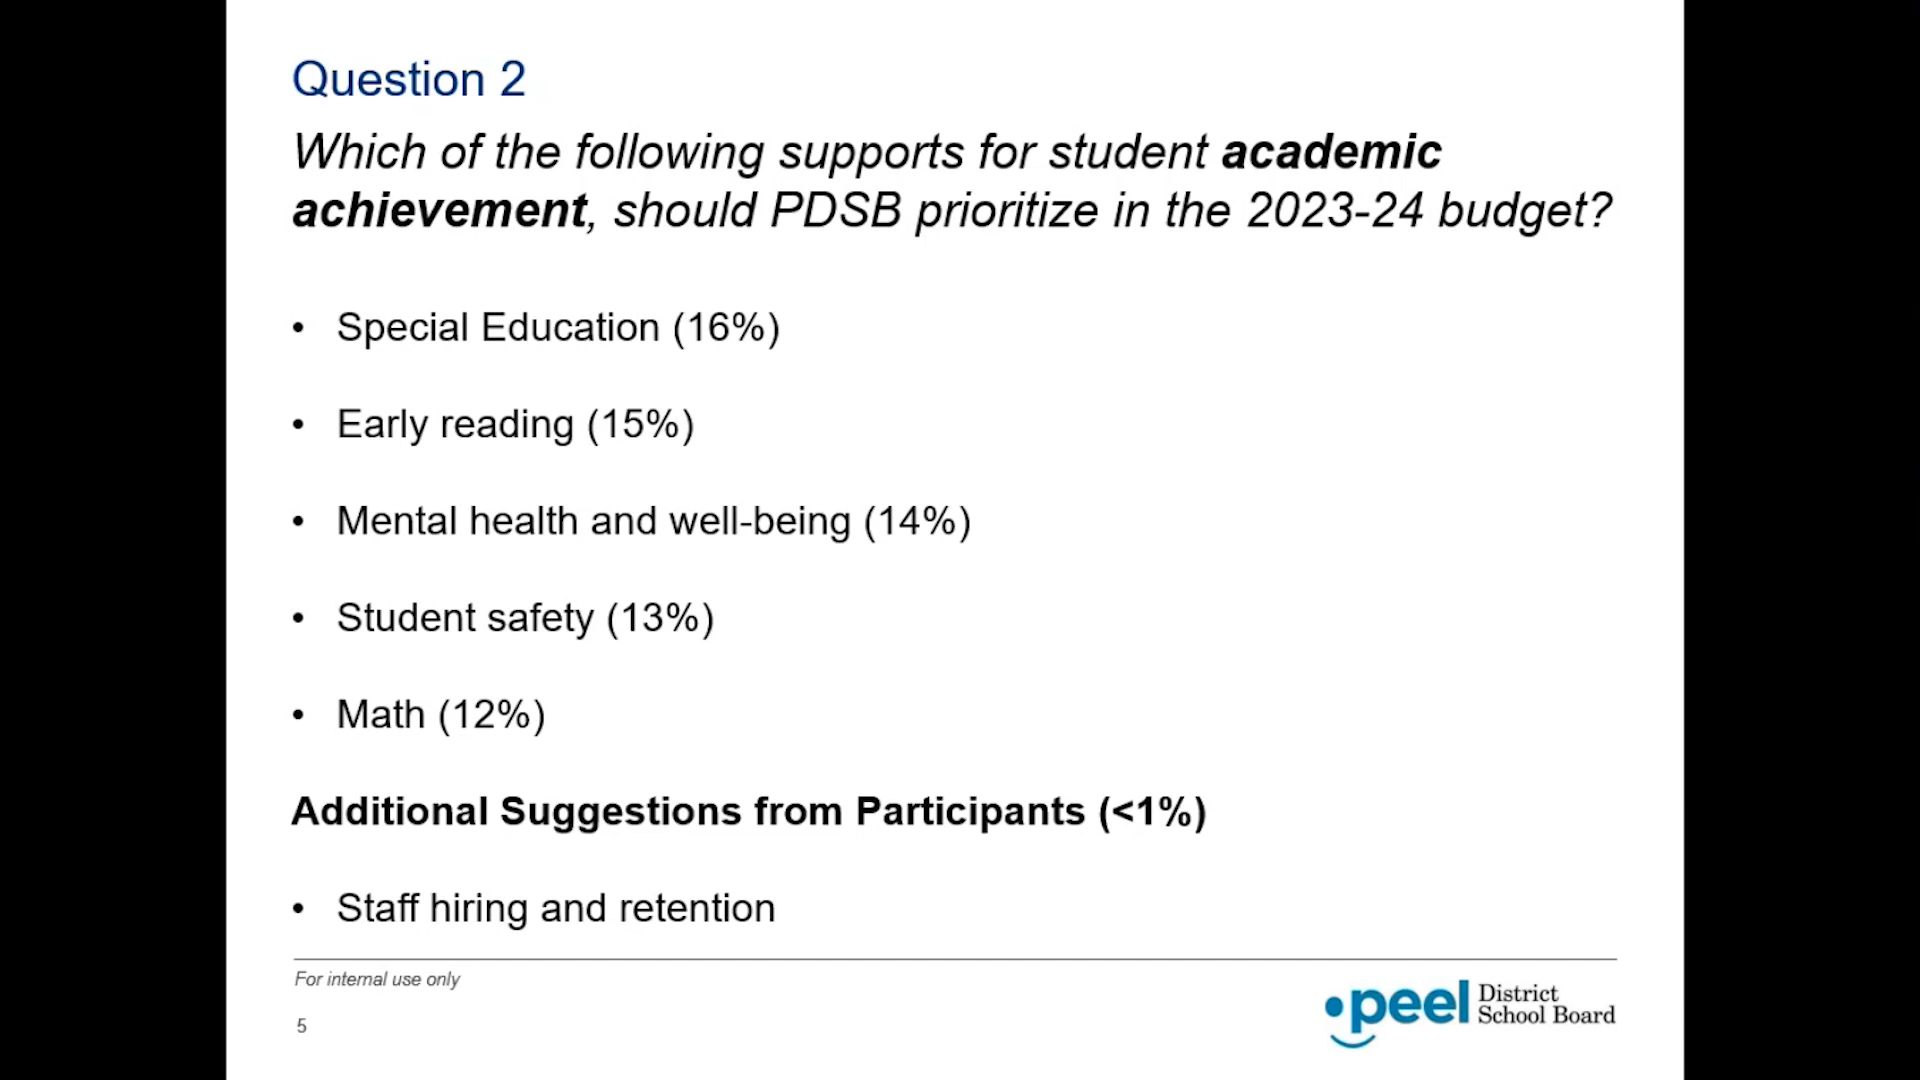 Question 2
Which of the following supports for student academic
achievement, should PDSB prioritize in the 2023-24 budget?
• Special Education (16%)
• Early reading (15%)
• Mental health and well-being (14%)
• Student safety (13%)
• Math (12%)
Additional Suggestions from Participants (<1%)
• Staff hiring and retention
For internal use only
5
peel District
School Board